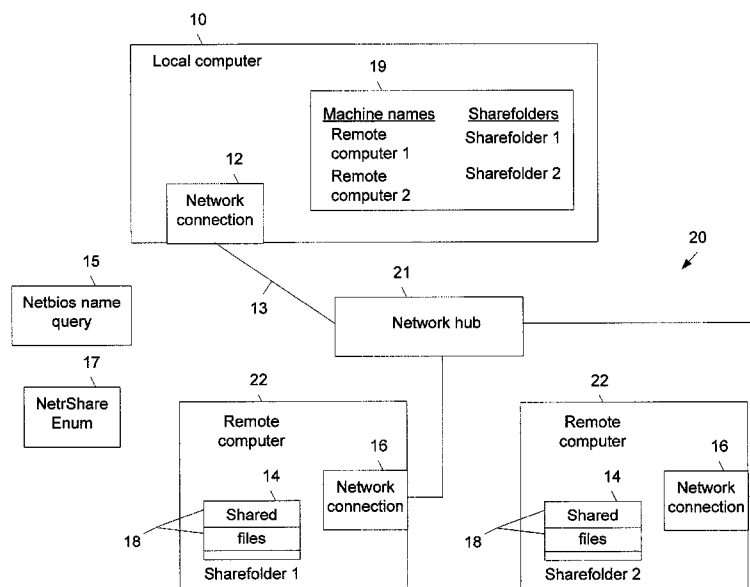 10
Local computer
19
Machine names Sharefolders
Remote computer 1 Sharefolder 1
Remote computer 2 Sharefolder 2
12
Network connection
20
15
Netbios name query
13
21
Network hub
17
NetrShare Enum
22
Remote computer
16
14
Network connection
Shared
files
18
Sharefolder 1
22
Remote computer
16
14
Network connection
Shared
files
18
Sharefolder 2